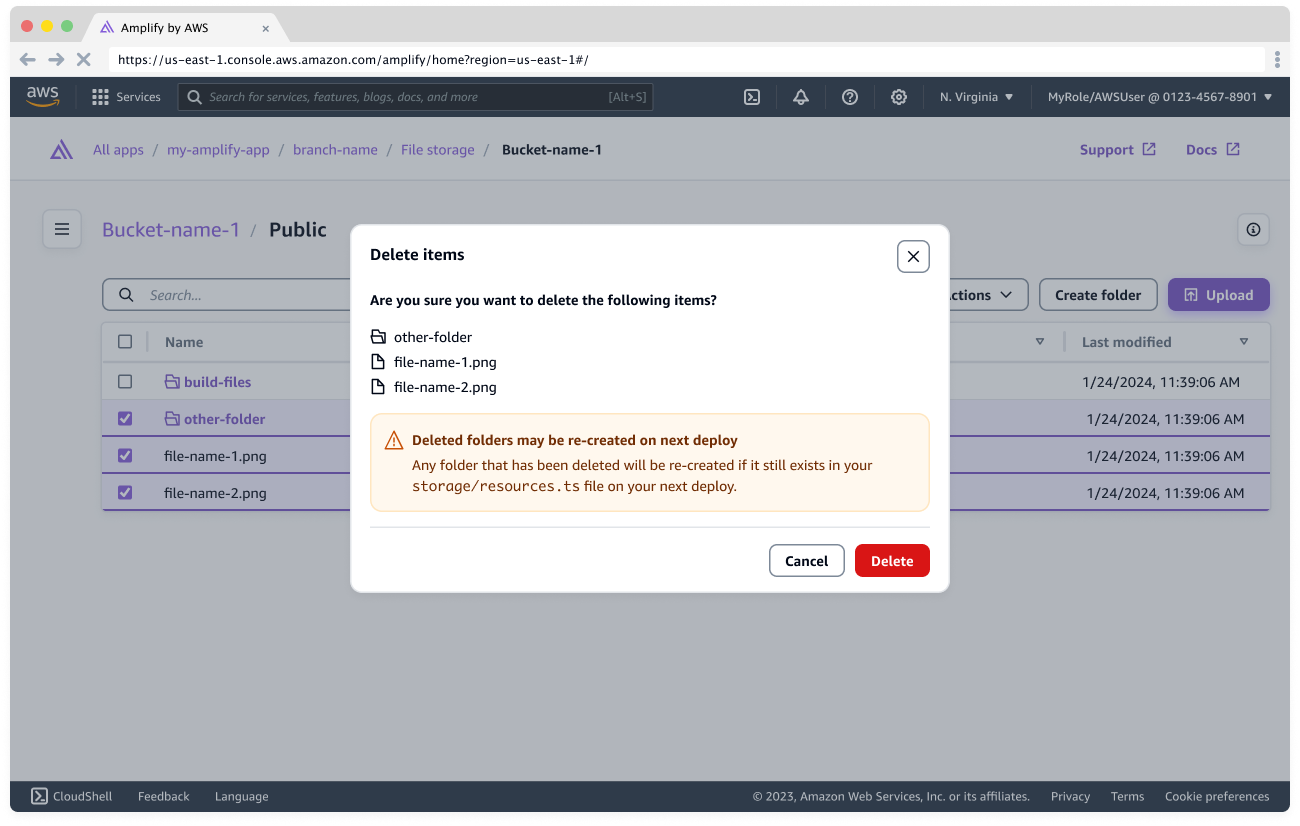 Amplify by AWS
https://us-east-1.console.aws.amazon.com/amplify/home?region=us-east-1#/
aws
Services
Search for services, features, blogs, docs, and more [Alt+S]
N. Virginia
MyRole/AWSUser @ 0123-4567-8901
All apps / my-amplify-app / branch-name / File storage / Bucket-name-1
Support
Docs
Bucket-name-1 / Public
Search...
ctions
Create folder
Upload
Name
Last modified
build-files
1/24/2024, 11:39:06 AM
other-folder
1/24/2024, 11:39:06 AM
file-name-1.png
1/24/2024, 11:39:06 AM
file-name-2.png
1/24/2024, 11:39:06 AM
Delete items
Are you sure you want to delete the following items?
other-folder
file-name-1.png
file-name-2.png
Deleted folders may be re-created on next deploy
Any folder that has been deleted will be re-created if it still exists in your
storage/resources.ts file on your next deploy.
Cancel
Delete
CloudShell
Feedback
Language
© 2023, Amazon Web Services, Inc. or its affiliates.
Privacy
Terms
Cookie preferences